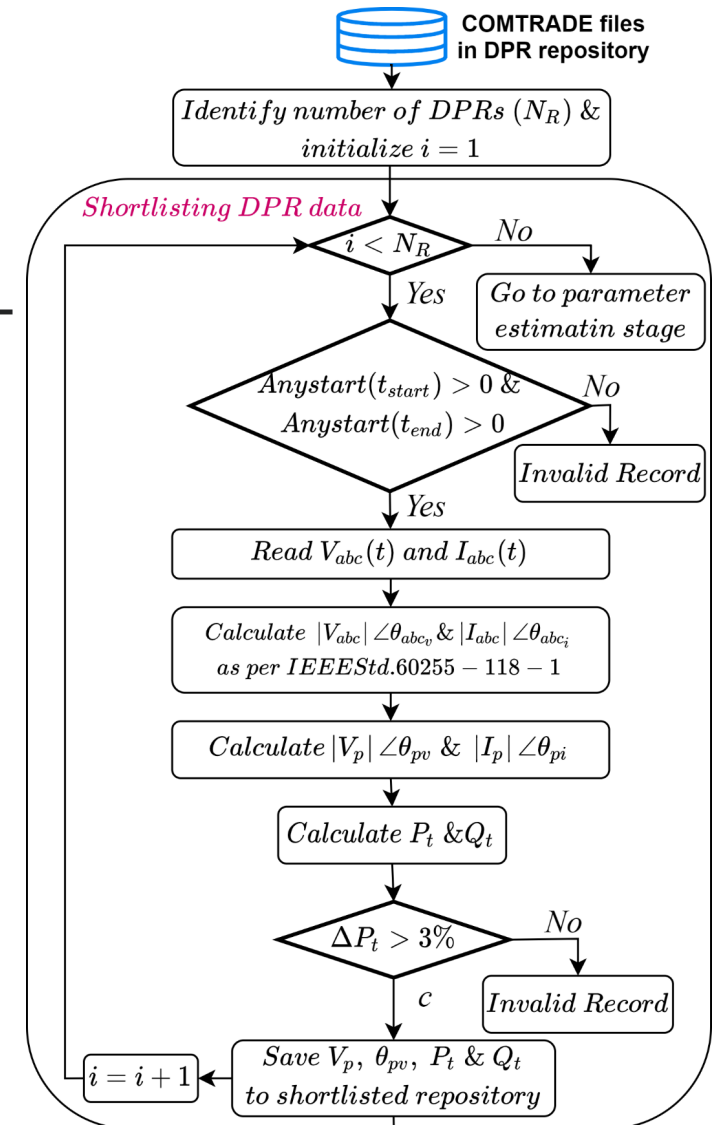 COMTRADE files
in DPR repository
Identify number of DPRs (N_R) &
initialize i = 1
Shortlisting DPR data
i < N_R
No
Yes
Go to parameter
estimatin stage
Anystart(t_start) > 0 &
Anystart(t_end) > 0
No
Invalid Record
Yes
Read V_abc(t) and I_abc(t)
Calculate |V_abc| ∠θ_abc_v & |I_abc| ∠θ_abc_i
as per IEEEStd.60255 − 118 − 1
Calculate |V_p| ∠θ_pv & |I_p| ∠θ_pi
Calculate P_t &Q_t
ΔP_t > 3%
No
c
Invalid Record
Save V_p, θ_pv, P_t & Q_t
to shortlisted repository
i = i + 1